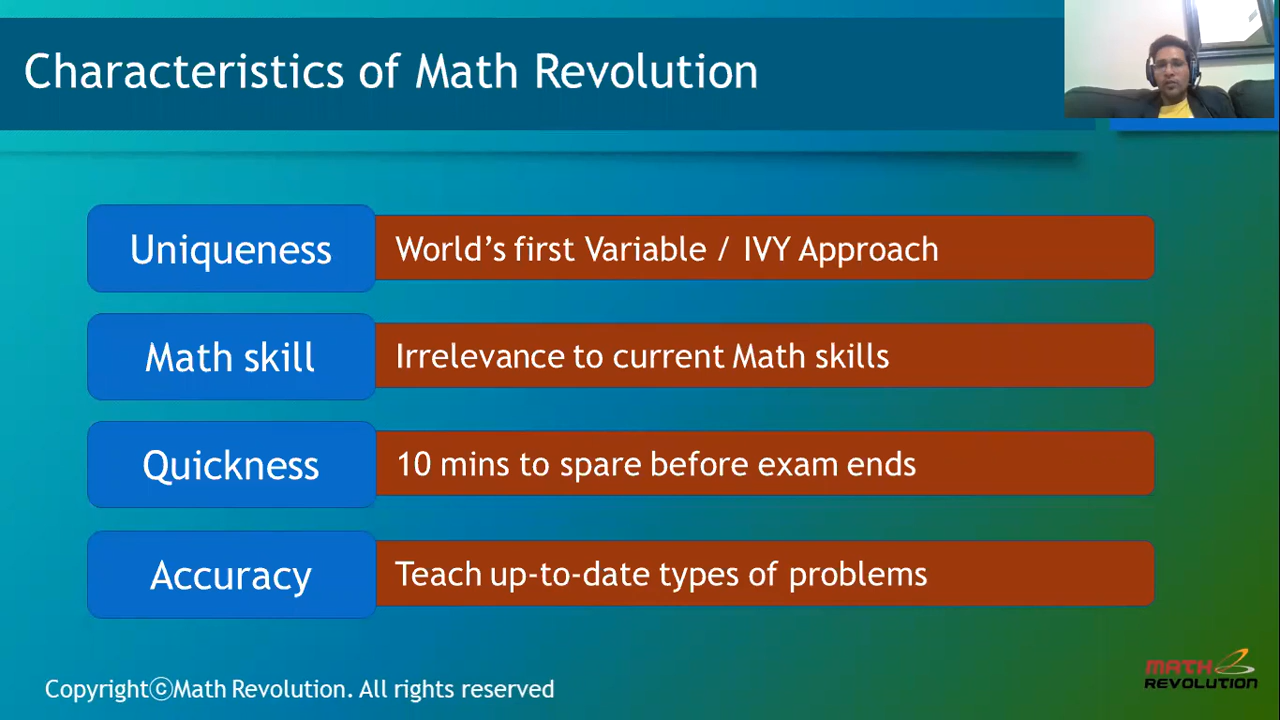 Characteristics of Math Revolution
Uniqueness
World's first Variable / IVY Approach
Math skill
Irrelevance to current Math skills
Quickness
10 mins to spare before exam ends
Accuracy
Teach up-to-date types of problems
CopyrightⓒMath Revolution. All rights reserved
MATH
REVOLUTION